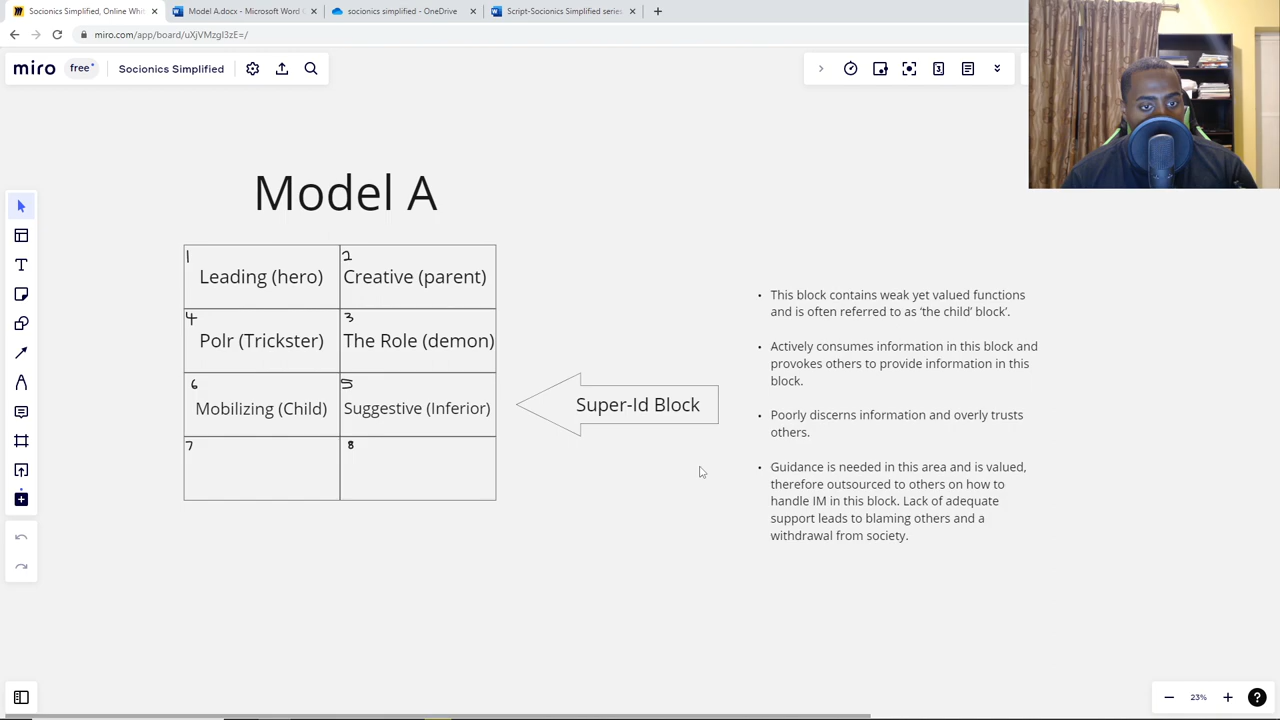 Socionics Simplified, Online Whit
Model A.docx - Microsoft Word
socionics simplified - OneDrive
Script-Socionics Simplified series.
miro.com/app/board/uXjVMzgI3zE=/
miro
free
Socionics Simplified
3
Model A
1
Leading (hero)
2
Creative (parent)
4
Polr (Trickster)
3
The Role (demon)
6
Mobilizing (Child)
5
Suggestive (Inferior)
7
8
Super-Id Block
• This block contains weak yet valued functions
and is often referred to as ‘the child’ block’.
• Actively consumes information in this block and
provokes others to provide information in this
block.
• Poorly discerns information and overly trusts
others.
• Guidance is needed in this area and is valued,
therefore outsourced to others on how to
handle IM in this block. Lack of adequate
support leads to blaming others and a
withdrawal from society.
23%